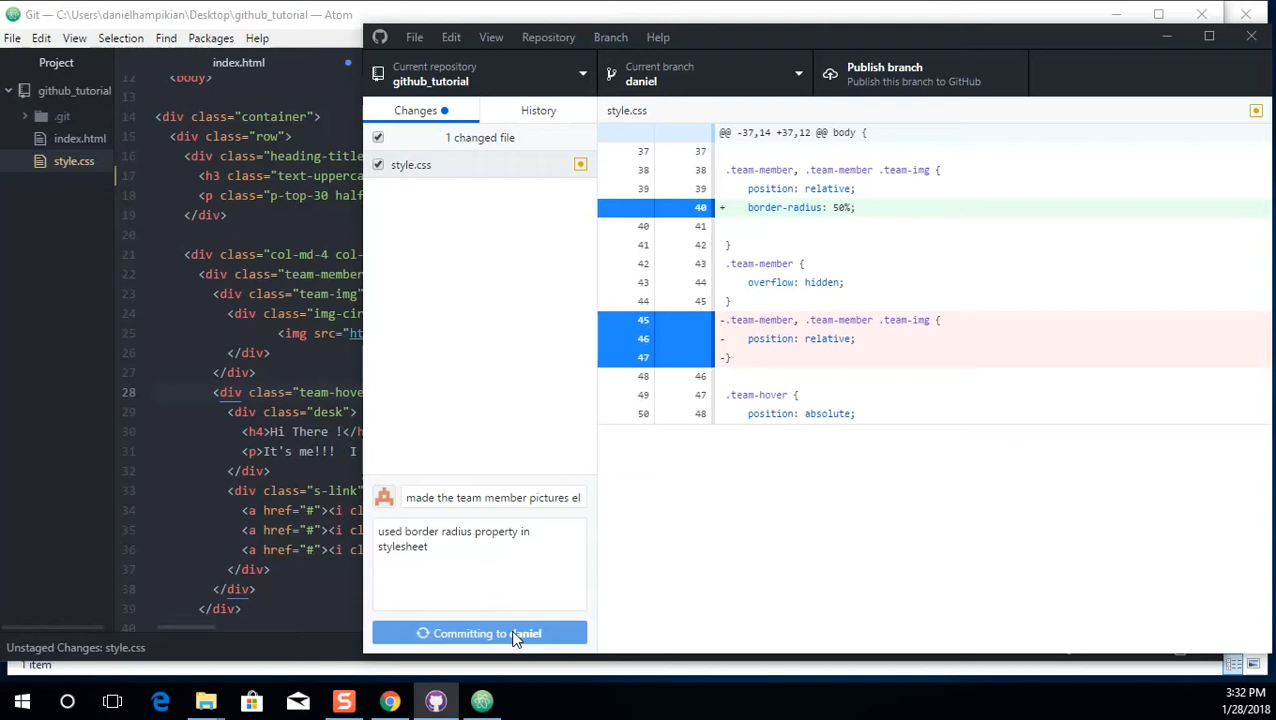 Git — C:\Users\danielhampikian\Desktop\github_tutorial — Atom
File Edit View Selection Find Packages Help
Project
index.html
github_tutorial
.git
index.html
style.css
12 <body>
13
14 <div class="container">
15 <div class="row">
16 <div class="heading-title
17 <h3 class="text-upperca
18 <p class="p-top-30 half
19 </div>
20
21 <div class="col-md-4 col-
22 <div class="team-member
23 <div class="team-img"
24 <div class="img-cir
25 <img src="ht
26 </div>
27 </div>
28 <div class="team-hove
29 <div class="desk">
30 <h4>Hi There !</h
31 <p>It's me!!! I
32 </div>
33 <div class="s-link"
34 <a href="#"><i cl
35 <a href="#"><i cl
36 <a href="#"><i cl
37 </div>
38 </div>
39 </div>
40
Unstaged Changes: style.css
1 item
File Edit View Repository Branch Help
Current repository
github_tutorial
Current branch
daniel
Publish branch
Publish this branch to GitHub
Changes
History
style.css
1 changed file
style.css
@@ -37,14 +37,12 @@ body {
37 37
38 38 .team-member, .team-member .team-img {
39 39 position: relative;
40 + border-radius: 50%;
40 41
41 42 }
42 43 .team-member {
43 44 overflow: hidden;
44 45 }
45 -.team-member, .team-member .team-img {
46 - position: relative;
47 -}
48 46
49 47 .team-hover {
50 48 position: absolute;
made the team member pictures el
used border radius property in
stylesheet
Committing to daniel
3:32 PM
1/28/2018